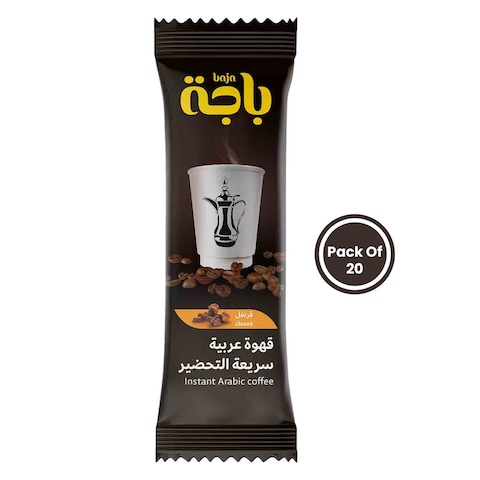 baja
باجة
قرنفل
cloves
قهوة عربية
سريعة التحضير
Instant Arabic coffee
Pack Of
20